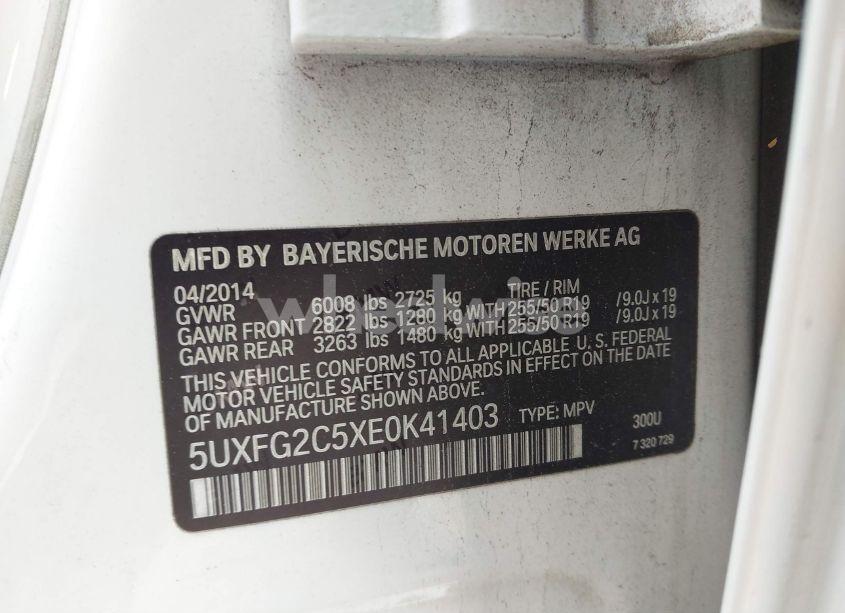 MFD BY BAYERISCHE MOTOREN WERKE AG
04/2014 TIRE / RIM
GVWR 6008 lbs 2725 kg
GAWR FRONT 2822 lbs 1280 kg WITH 255/50 R19 /9.0J x 19
GAWR REAR 3263 lbs 1480 kg WITH 255/50 R19 /9.0J x 19
THIS VEHICLE CONFORMS TO ALL APPLICABLE U. S. FEDERAL
MOTOR VEHICLE SAFETY STANDARDS IN EFFECT ON THE DATE
OF MANUFACTURE SHOWN ABOVE.
5UXFG2C5XE0K41403 TYPE: MPV 300U
7 320 729